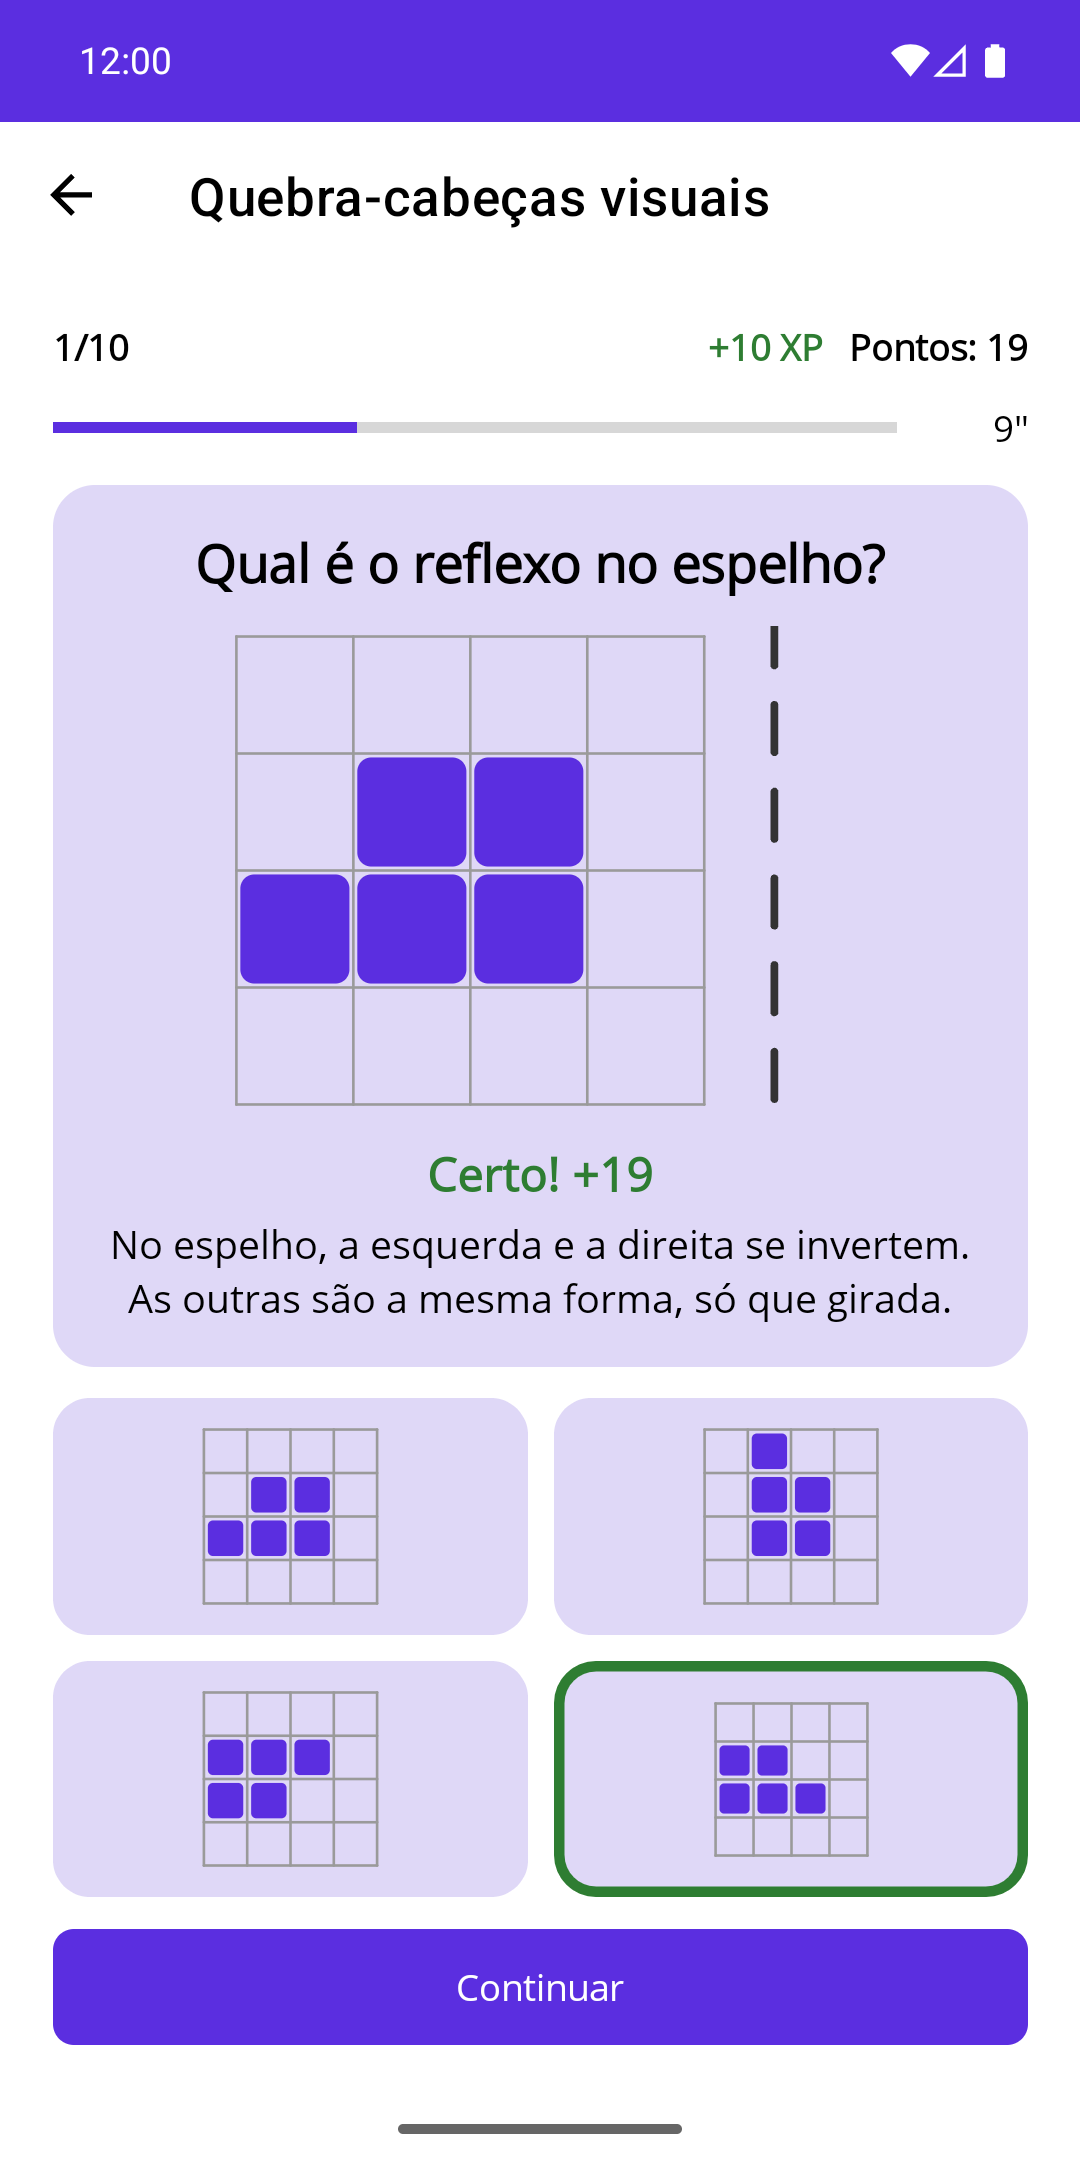 12:00
Quebra-cabeças visuais
1/10
+10 XP Pontos: 19
9"
Qual é o reflexo no espelho?
Certo! +19
No espelho, a esquerda e a direita se invertem.
As outras são a mesma forma, só que girada.
Continuar